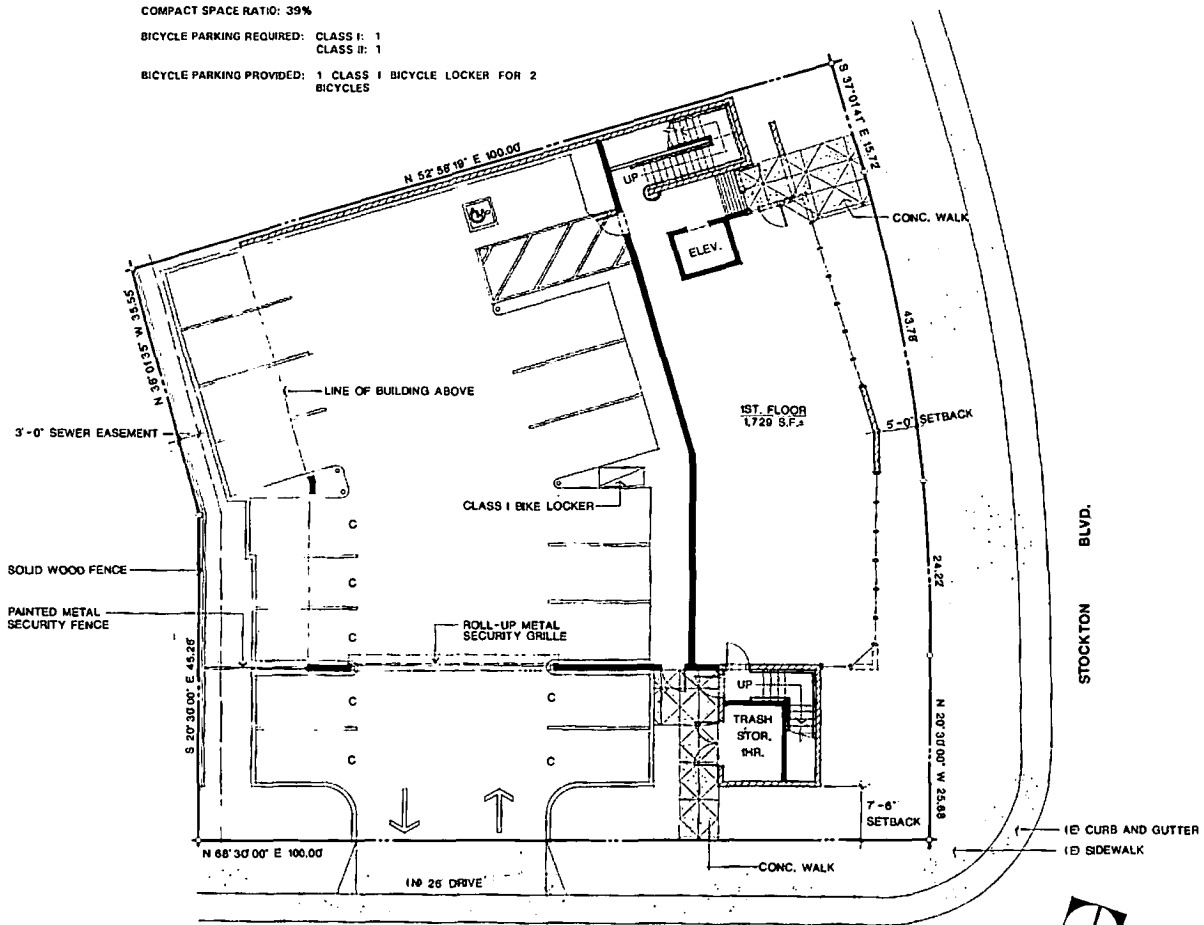 COMPACT SPACE RATIO: 39%
BICYCLE PARKING REQUIRED: CLASS I: 1
CLASS II: 1
BICYCLE PARKING PROVIDED: 1 CLASS I BICYCLE LOCKER FOR 2
BICYCLES
N 52° 58' 19" E 100.00'
S 37°01'41" E 15.72'
UP
CONC. WALK
ELEV.
N 38°01'35" W 35.55'
43.78'
LINE OF BUILDING ABOVE
1ST. FLOOR
1,729 S.F.±
5'-0" SETBACK
3'-0" SEWER EASEMENT
CLASS I BIKE LOCKER
C
STOCKTON BLVD.
SOLID WOOD FENCE
C
24.22'
PAINTED METAL
SECURITY FENCE
C
ROLL-UP METAL
SECURITY GRILLE
S 20°30'00" E 45.26'
UP
C
C
TRASH
STOR.
1HR.
N 20°30'00" W 25.68
C
C
7'-6"
SETBACK
(E) CURB AND GUTTER
(E) SIDEWALK
N 68°30'00" E 100.00'
CONC. WALK
(N) 26' DRIVE